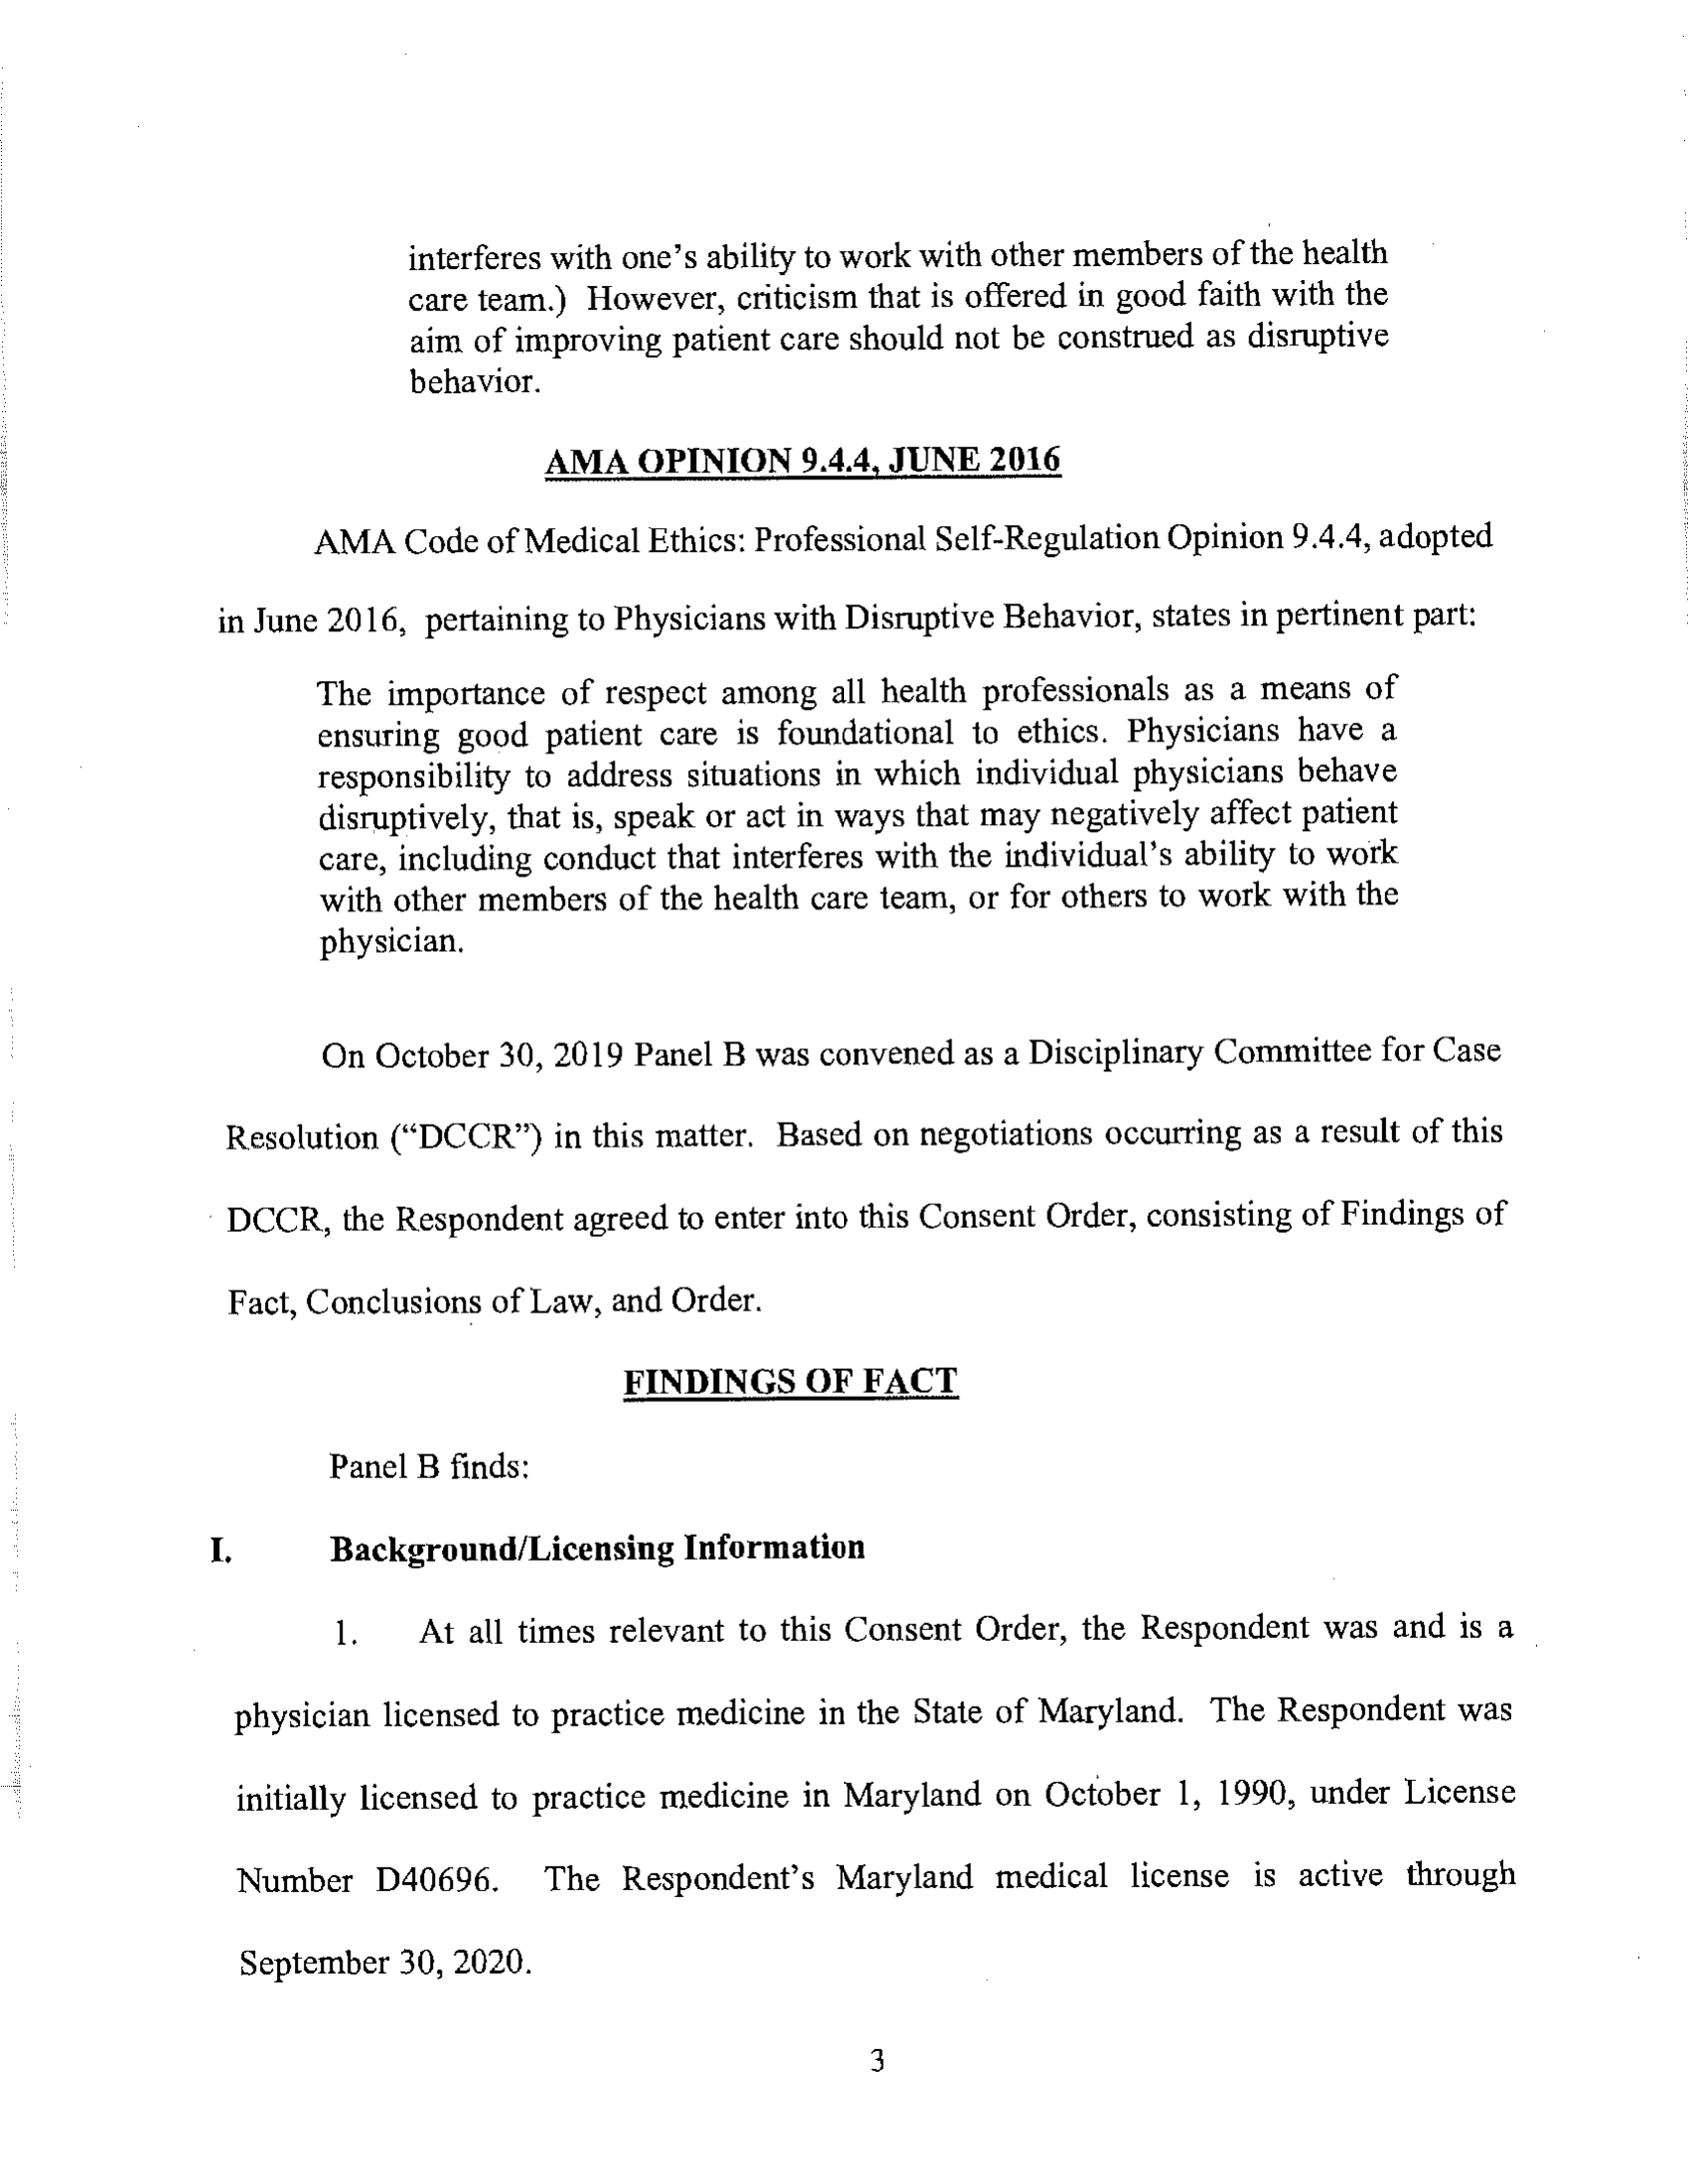 interferes with one's ability to work with other members of the health
care team.) However, criticism that is offered in good faith with the
aim of improving patient care should not be construed as disruptive
behavior.
AMA OPINION 9.4.4, JUNE 2016
AMA Code of Medical Ethics: Professional Self-Regulation Opinion 9.4.4, adopted
in June 2016, pertaining to Physicians with Disruptive Behavior, states in pertinent part:
The importance of respect among all health professionals as a means of
ensuring good patient care is foundational to ethics. Physicians have a
responsibility to address situations in which individual physicians behave
disruptively, that is, speak or act in ways that may negatively affect patient
care, including conduct that interferes with the individual's ability to work
with other members of the health care team, or for others to work with the
physician.
On October 30, 2019 Panel B was convened as a Disciplinary Committee for Case
Resolution ("DCCR") in this matter. Based on negotiations occurring as a result of this
DCCR, the Respondent agreed to enter into this Consent Order, consisting of Findings of
Fact, Conclusions of Law, and Order.
FINDINGS OF FACT
Panel B finds:
I. Background/Licensing Information
1. At all times relevant to this Consent Order, the Respondent was and is a
physician licensed to practice medicine in the State of Maryland. The Respondent was
initially licensed to practice medicine in Maryland on October 1, 1990, under License
Number D40696. The Respondent's Maryland medical license is active through
September 30, 2020.
3